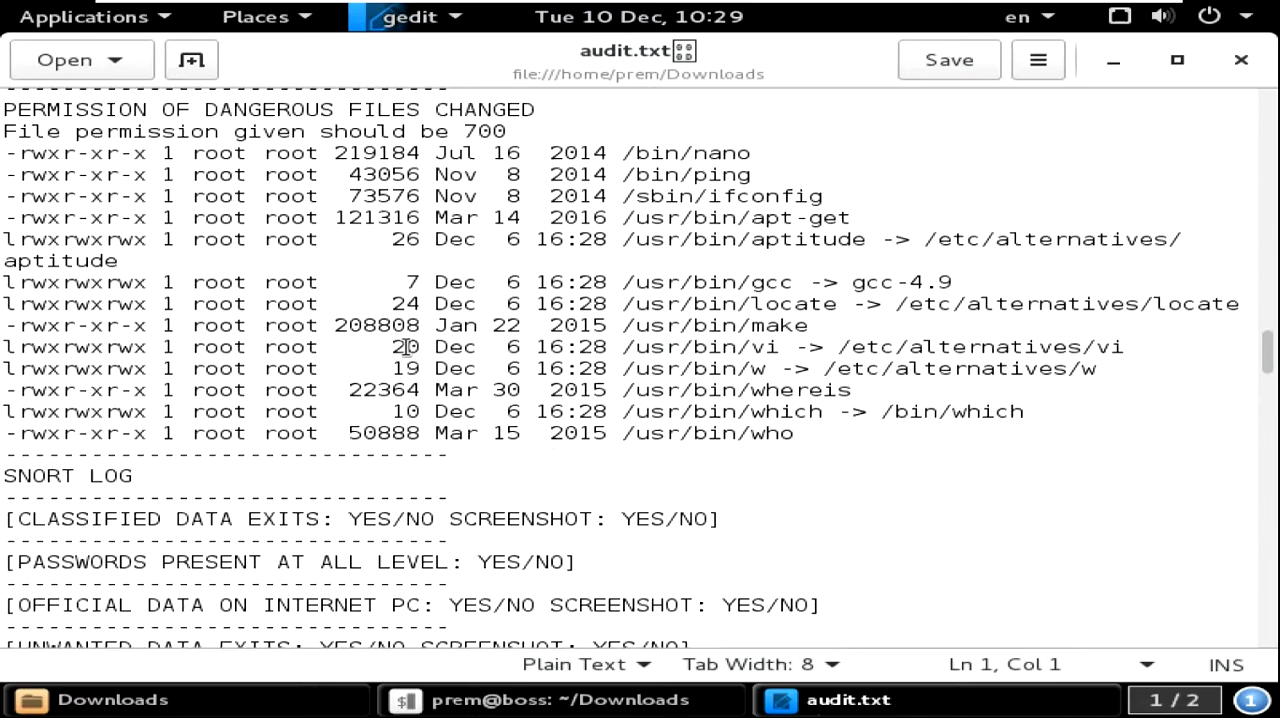 Applications Places gedit Tue 10 Dec, 10:29 en
Open audit.txt Save
file:///home/prem/Downloads
--------------------------------
PERMISSION OF DANGEROUS FILES CHANGED
File permission given should be 700
-rwxr-xr-x 1 root root 219184 Jul 16  2014 /bin/nano
-rwxr-xr-x 1 root root  43056 Nov  8  2014 /bin/ping
-rwxr-xr-x 1 root root  73576 Nov  8  2014 /sbin/ifconfig
-rwxr-xr-x 1 root root 121316 Mar 14  2016 /usr/bin/apt-get
lrwxrwxrwx 1 root root     26 Dec  6 16:28 /usr/bin/aptitude -> /etc/alternatives/
aptitude
lrwxrwxrwx 1 root root      7 Dec  6 16:28 /usr/bin/gcc -> gcc-4.9
lrwxrwxrwx 1 root root     24 Dec  6 16:28 /usr/bin/locate -> /etc/alternatives/locate
-rwxr-xr-x 1 root root 208808 Jan 22  2015 /usr/bin/make
lrwxrwxrwx 1 root root     20 Dec  6 16:28 /usr/bin/vi -> /etc/alternatives/vi
lrwxrwxrwx 1 root root     19 Dec  6 16:28 /usr/bin/w -> /etc/alternatives/w
-rwxr-xr-x 1 root root  22364 Mar 30  2015 /usr/bin/whereis
lrwxrwxrwx 1 root root     10 Dec  6 16:28 /usr/bin/which -> /bin/which
-rwxr-xr-x 1 root root  50888 Mar 15  2015 /usr/bin/who
-------------------------------
SNORT LOG
-------------------------------
[CLASSIFIED DATA EXITS: YES/NO SCREENSHOT: YES/NO]
-------------------------------
[PASSWORDS PRESENT AT ALL LEVEL: YES/NO]
-------------------------------
[OFFICIAL DATA ON INTERNET PC: YES/NO SCREENSHOT: YES/NO]
-------------------------------
[UNWANTED DATA EXITS: YES/NO SCREENSHOT: YES/NO]
Plain Text Tab Width: 8 Ln 1, Col 1 INS
Downloads prem@boss: ~/Downloads audit.txt 1 / 2 1